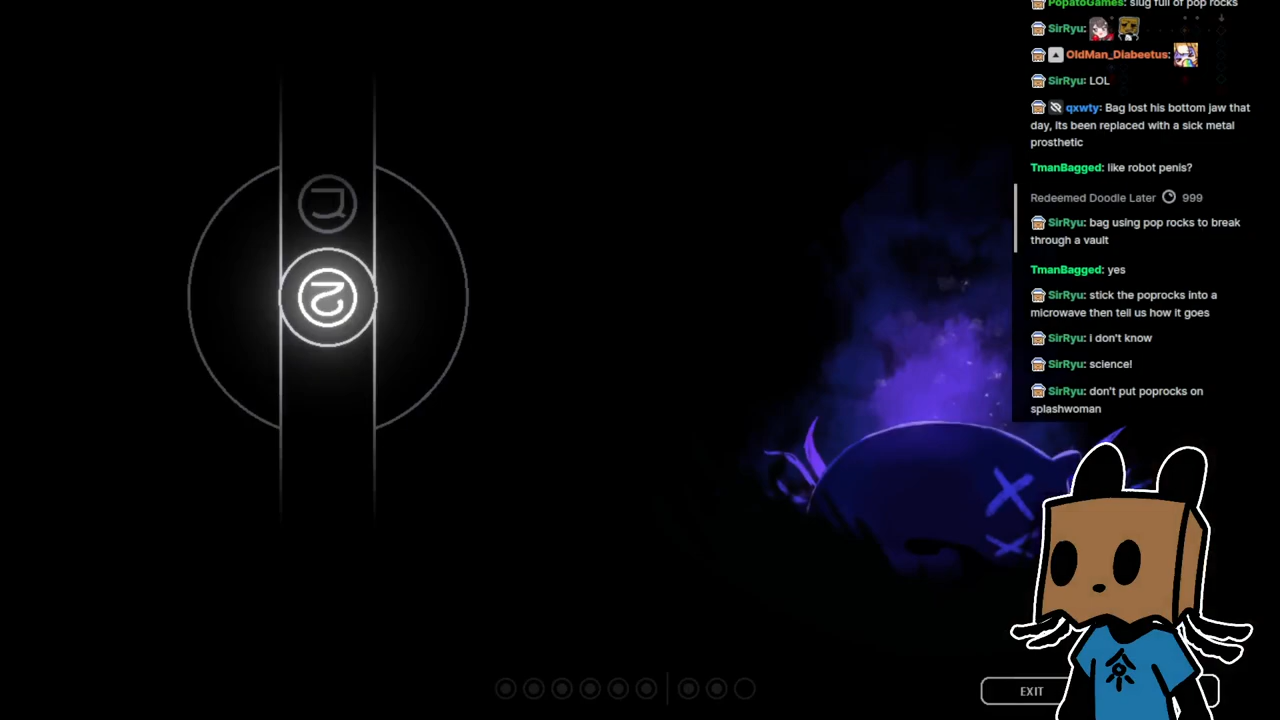 PopatoGames: slug full of pop rocks
SirRyu:
OldMan_Diabeetus:
SirRyu: LOL
qxwty: Bag lost his bottom jaw that
day, Its been replaced with a sick metal
prosthetic
TmanBagged: like robot penis?
Redeemed Doodle Later 999
SirRyu: bag using pop rocks to break
through a vault
TmanBagged: yes
SirRyu: stick the poprocks into a
microwave then tell us how it goes
SirRyu: i don't know
SirRyu: science!
SirRyu: don't put poprocks on
splashwoman
EXIT